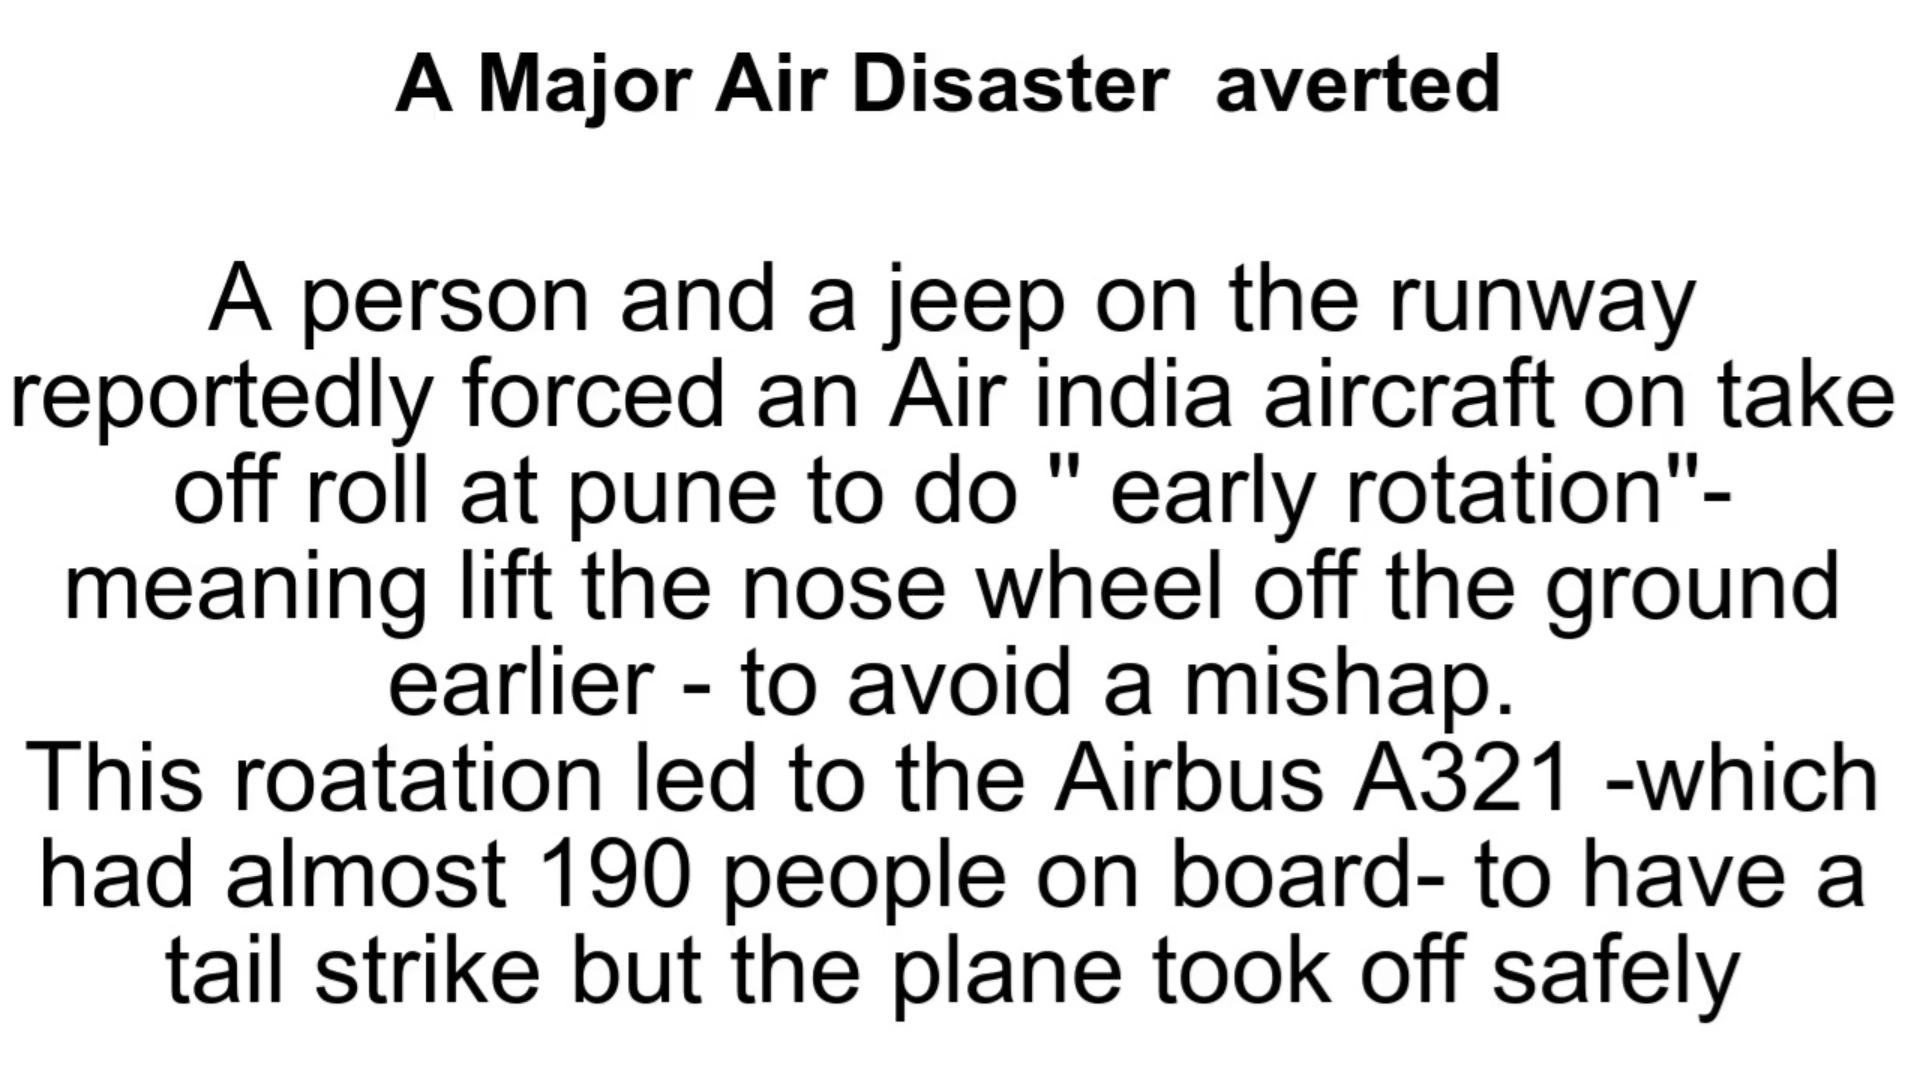 A Major Air Disaster  averted
A person and a jeep on the runway
reportedly forced an Air india aircraft on take
off roll at pune to do " early rotation"-
meaning lift the nose wheel off the ground
earlier - to avoid a mishap.
This roatation led to the Airbus A321 -which
had almost 190 people on board- to have a
tail strike but the plane took off safely